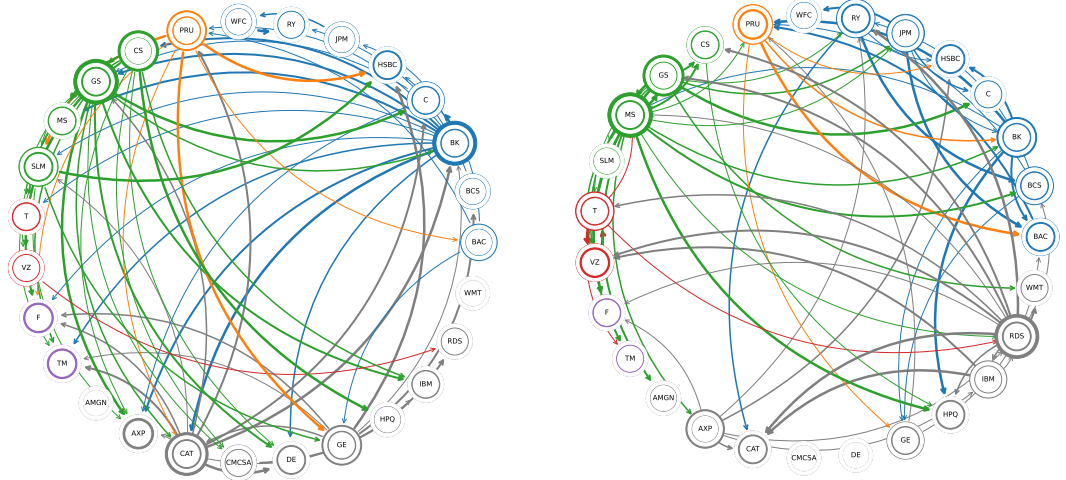 PRU
WFC
RY
JPM
HSBC
C
BK
BCS
BAC
WMT
RDS
IBM
HPQ
GE
DE
CMCSA
CAT
AXP
AMGN
TM
F
VZ
T
SLM
MS
GS
CS
PRU
WFC
RY
JPM
HSBC
C
BK
BCS
BAC
WMT
RDS
IBM
HPQ
GE
DE
CMCSA
CAT
AXP
AMGN
TM
F
VZ
T
SLM
MS
GS
CS